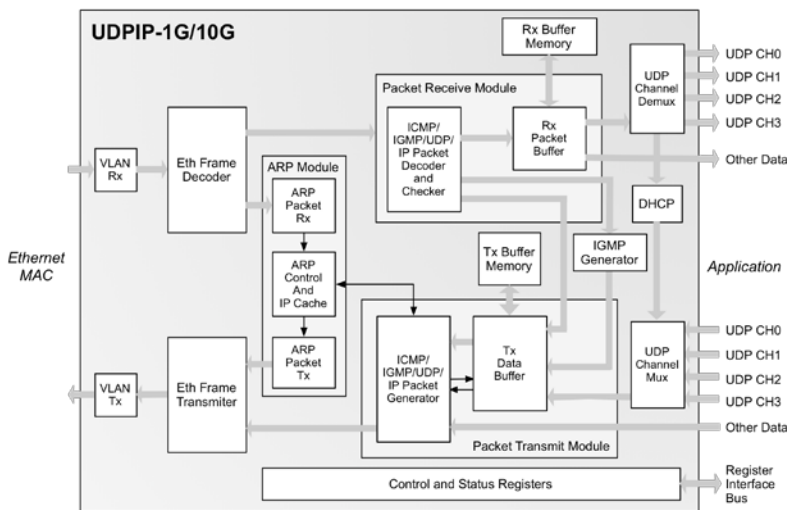 UDPIP-1G/10G
Rx Buffer
Memory
UDP
Channel
Demux
UDP CH0
UDP CH1
UDP CH2
UDP CH3
Other Data
Packet Receive Module
ICMP/
IGMP/UDP/
IP Packet
Decoder
and
Checker
Rx
Packet
Buffer
VLAN
Rx
Eth Frame
Decoder
ARP Module
ARP
Packet
Rx
ARP
Control
And
IP Cache
ARP
Packet
Tx
DHCP
IGMP
Generator
Tx Buffer
Memory
Ethernet
MAC
Application
VLAN
Tx
Eth Frame
Transmiter
ICMP/
IGMP/UDP/
IP Packet
Generator
Tx
Data
Buffer
UDP
Channel
Mux
UDP CH0
UDP CH1
UDP CH2
UDP CH3
Other Data
Packet Transmit Module
Control and Status Registers
Register
Interface
Bus